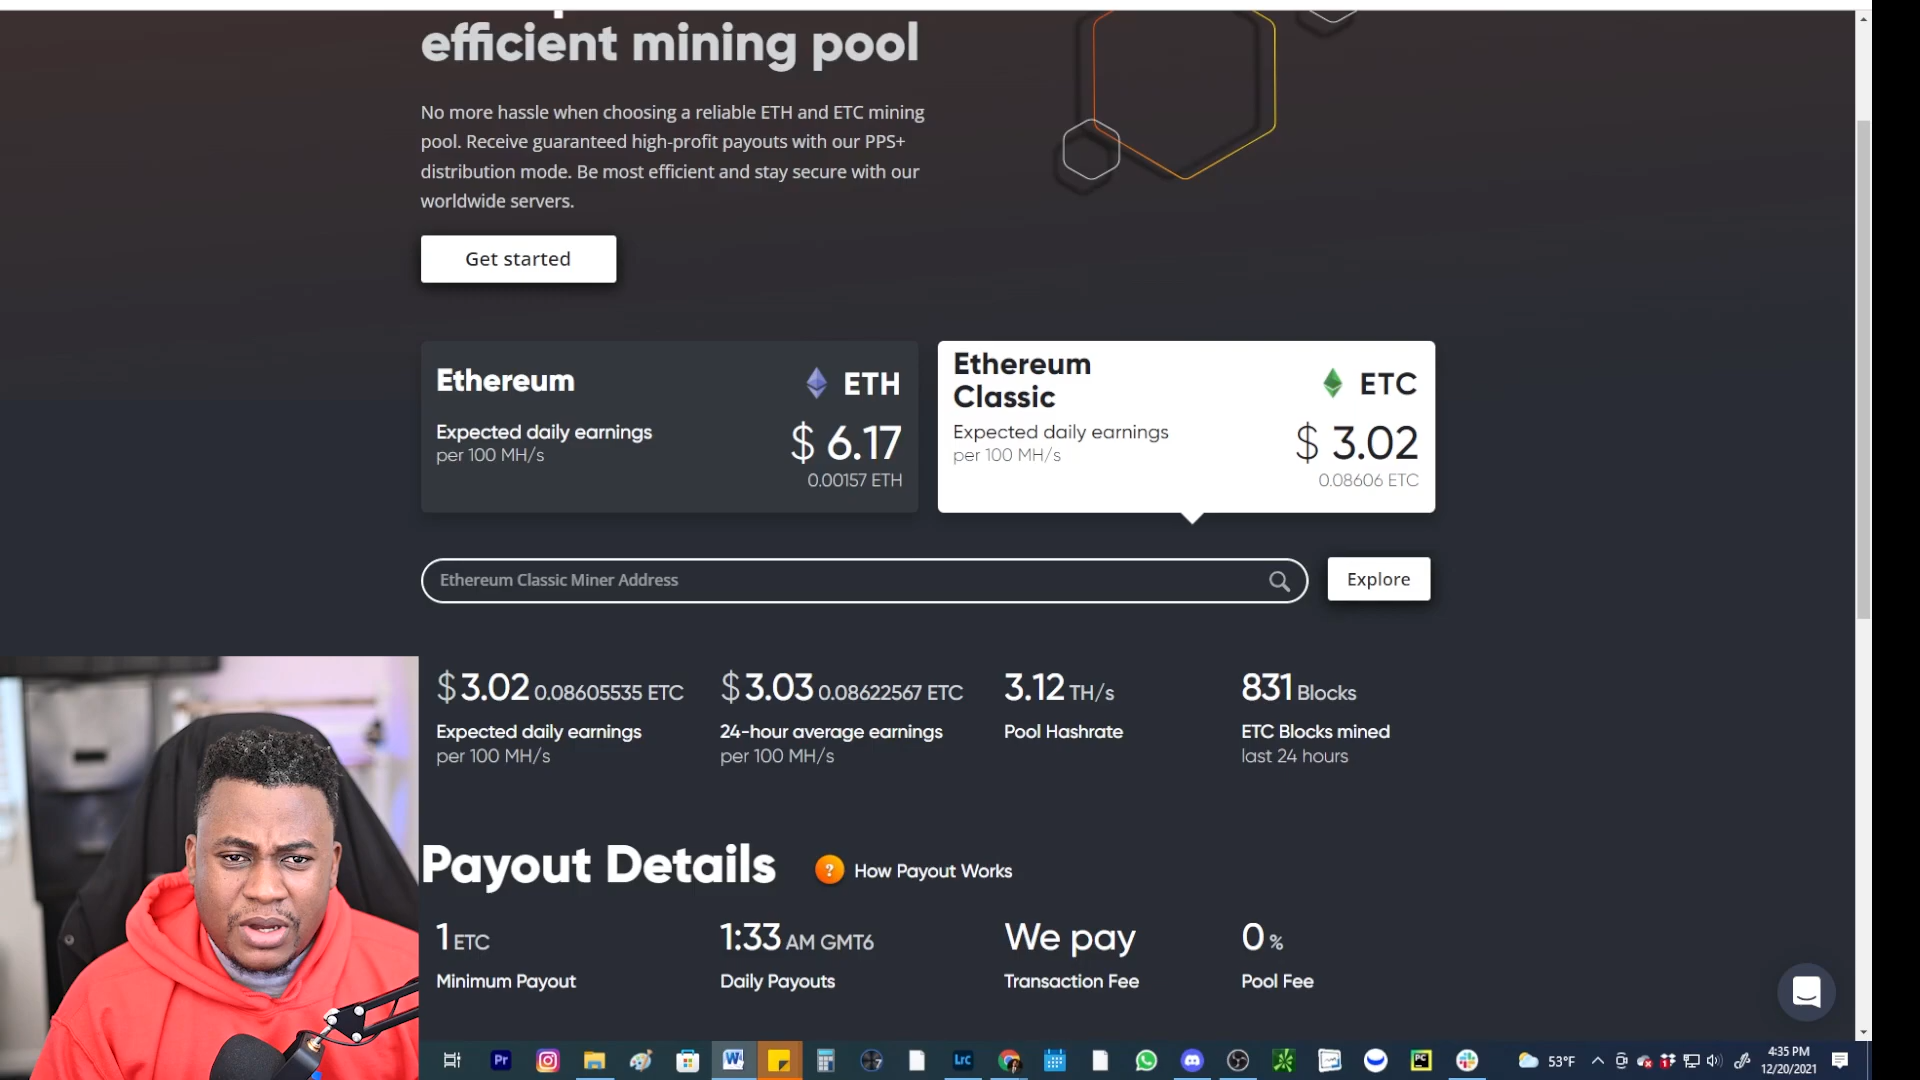 efficient mining pool
No more hassle when choosing a reliable ETH and ETC mining
pool. Receive guaranteed high-profit payouts with our PPS+
distribution mode. Be most efficient and stay secure with our
worldwide servers.
Get started
Ethereum
ETH
Expected daily earnings
per 100 MH/s
$ 6.17
0.00157 ETH
Ethereum
Classic
ETC
Expected daily earnings
per 100 MH/s
$ 3.02
0.08606 ETC
Ethereum Classic Miner Address
Explore
$ 3.02 0.08605535 ETC
Expected daily earnings
per 100 MH/s
$ 3.03 0.08622567 ETC
24-hour average earnings
per 100 MH/s
3.12 TH/s
Pool Hashrate
831 Blocks
ETC Blocks mined
last 24 hours
Payout Details
? How Payout Works
1 ETC
Minimum Payout
1:33 AM GMT6
Daily Payouts
We pay
Transaction Fee
0 %
Pool Fee
Pr
W
Lrc
PC
53°F
4:35 PM
12/20/2021